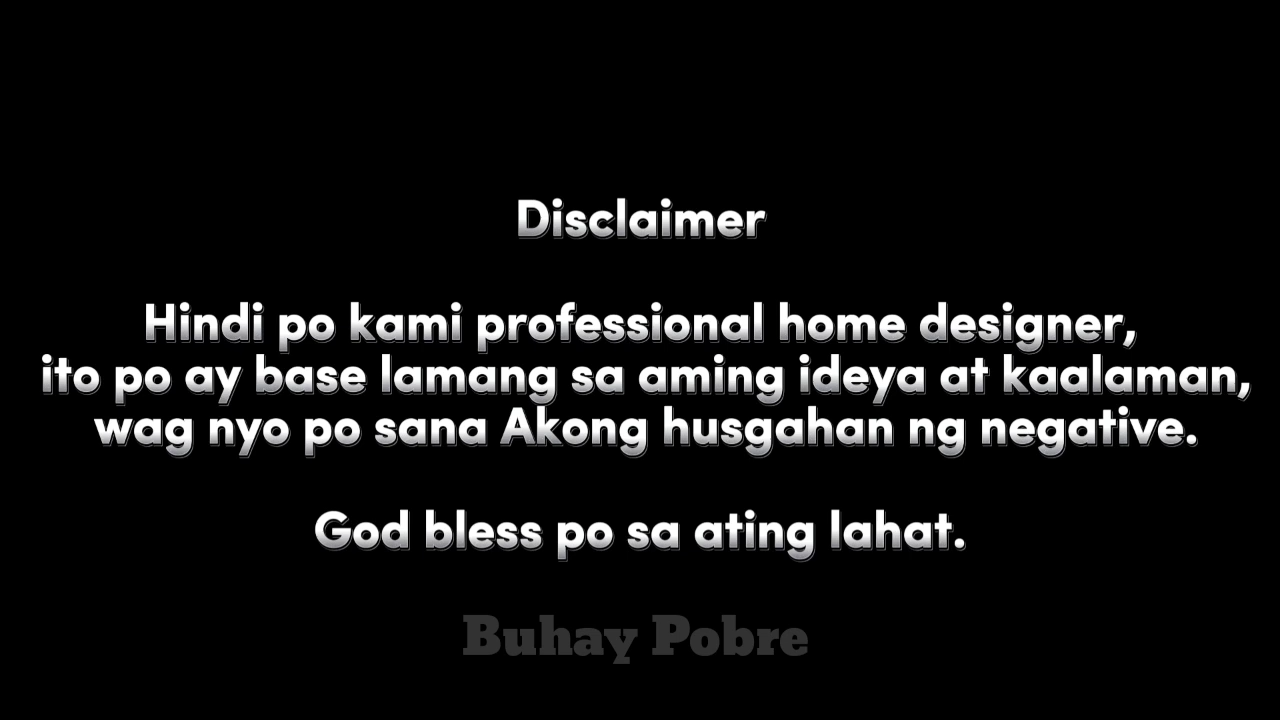 Disclaimer
Hindi po kami professional home designer,
ito po ay base lamang sa aming ideya at kaalaman,
wag nyo po sana Akong husgahan ng negative.
God bless po sa ating lahat.
Buhay Pobre